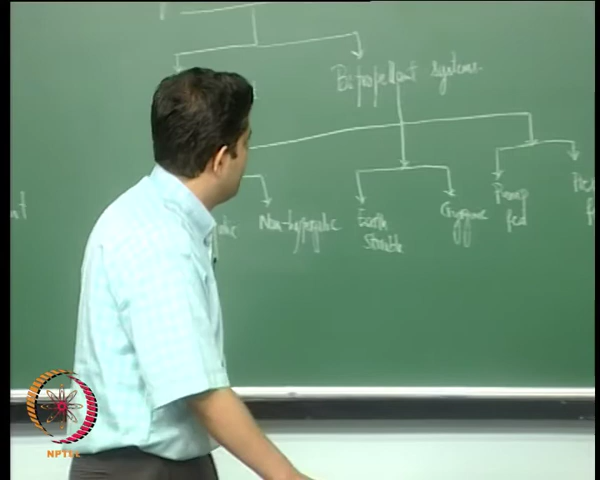 Bipropellant systems.
Non-hypergolic
Earth
Storable
Cryogenic
Pump
fed
NPTEL